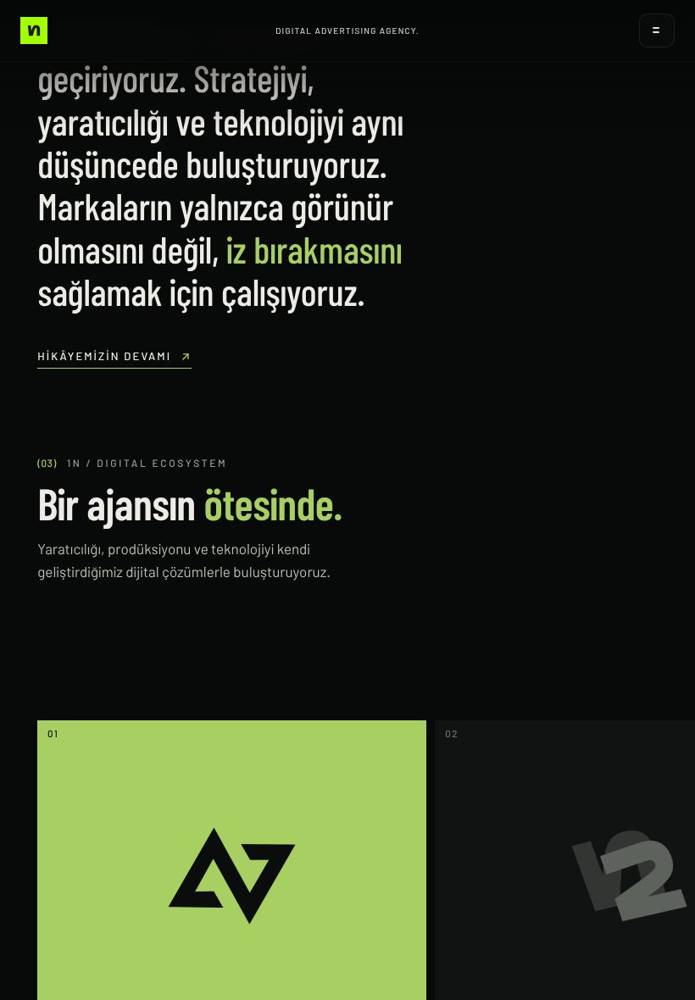 DIGITAL ADVERTISING AGENCY.
geçiriyoruz. Stratejiyi,
yaratıcılığı ve teknolojiyi aynı
düşüncede buluşturuyoruz.
Markaların yalnızca görünür
olmasını değil, iz bırakmasını
sağlamak için çalışıyoruz.
HİKÂYEMİZİN DEVAMI
(03) 1N / DIGITAL ECOSYSTEM
Bir ajansın ötesinde.
Yaratıcılığı, prodüksiyonu ve teknolojiyi kendi
geliştirdiğimiz dijital çözümlerle buluşturuyoruz.
01
02